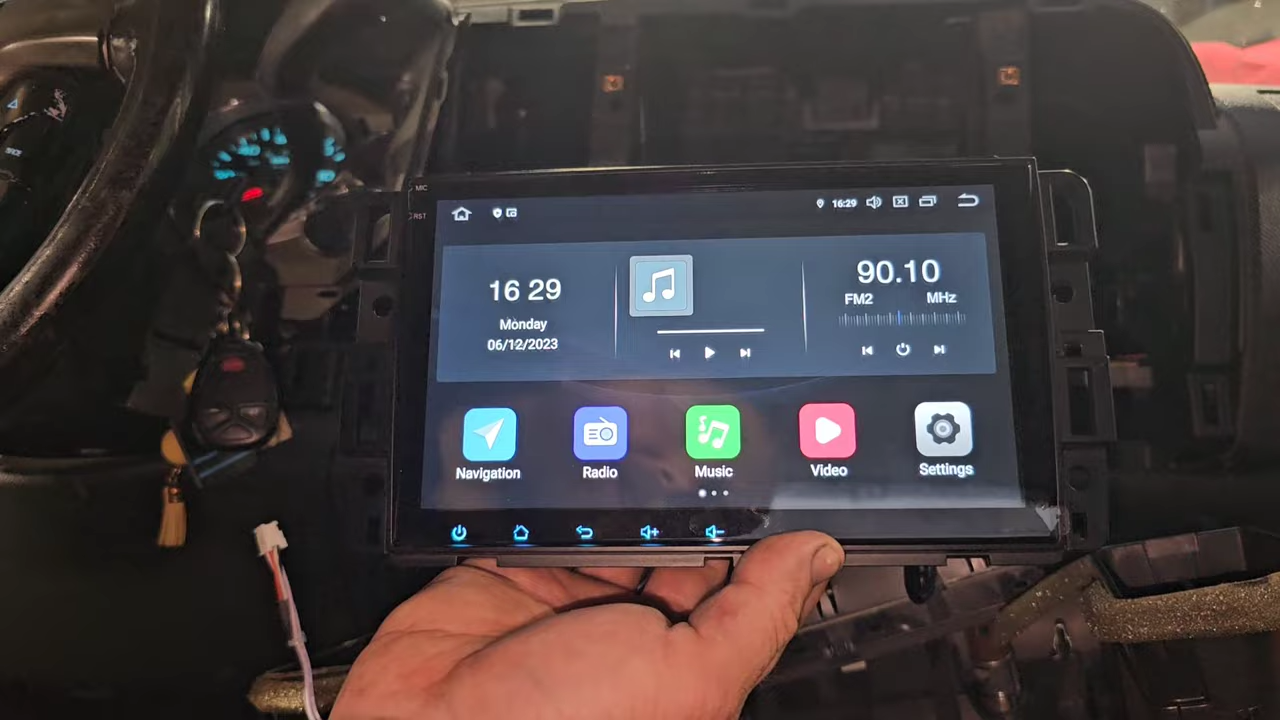 MIC
RST
16:29
16 29
Monday
06/12/2023
90.10
FM2 MHz
Navigation
Radio
Music
Video
Settings